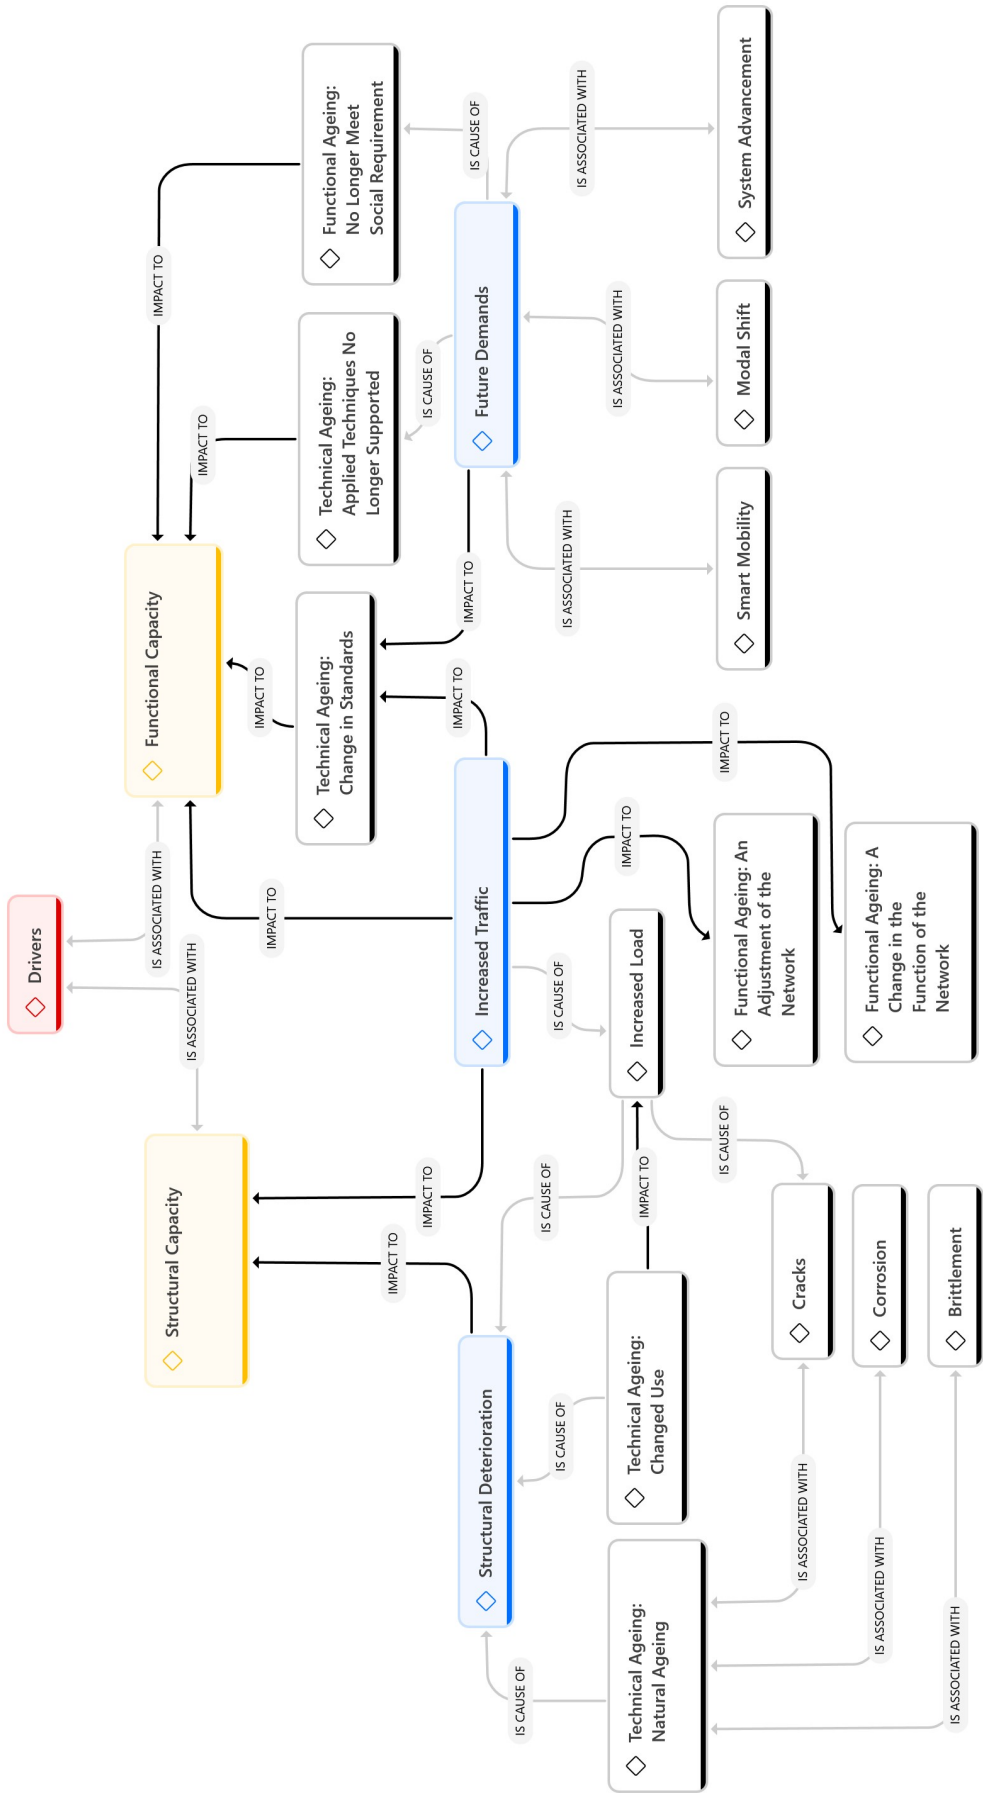 Drivers
Structural Capacity
IS ASSOCIATED WITH
IS ASSOCIATED WITH
Functional Capacity
IMPACT TO
IMPACT TO
IMPACT TO
IMPACT TO
Technical Ageing:
Change in Standards
Technical Ageing:
Applied Techniques No
Longer Supported
Functional Ageing:
No Longer Meet
Social Requirement
IMPACT TO
IMPACT TO
IMPACT TO
IMPACT TO
IS CAUSE OF
IS CAUSE OF
Structural Deterioration
Increased Traffic
Future Demands
IS CAUSE OF
IS CAUSE OF
IS CAUSE OF
IS CAUSE OF
IMPACT TO
IS ASSOCIATED WITH
IS ASSOCIATED WITH
IS ASSOCIATED WITH
Technical Ageing:
Natural Ageing
Technical Ageing:
Changed Use
IMPACT TO
Increased Load
IS CAUSE OF
IMPACT TO
Functional Ageing: An
Adjustment of the
Network
Smart Mobility
Modal Shift
System Advancement
IS ASSOCIATED WITH
Cracks
Functional Ageing: A
Change in the
Function of the
Network
IS ASSOCIATED WITH
Corrosion
IS ASSOCIATED WITH
Brittlement